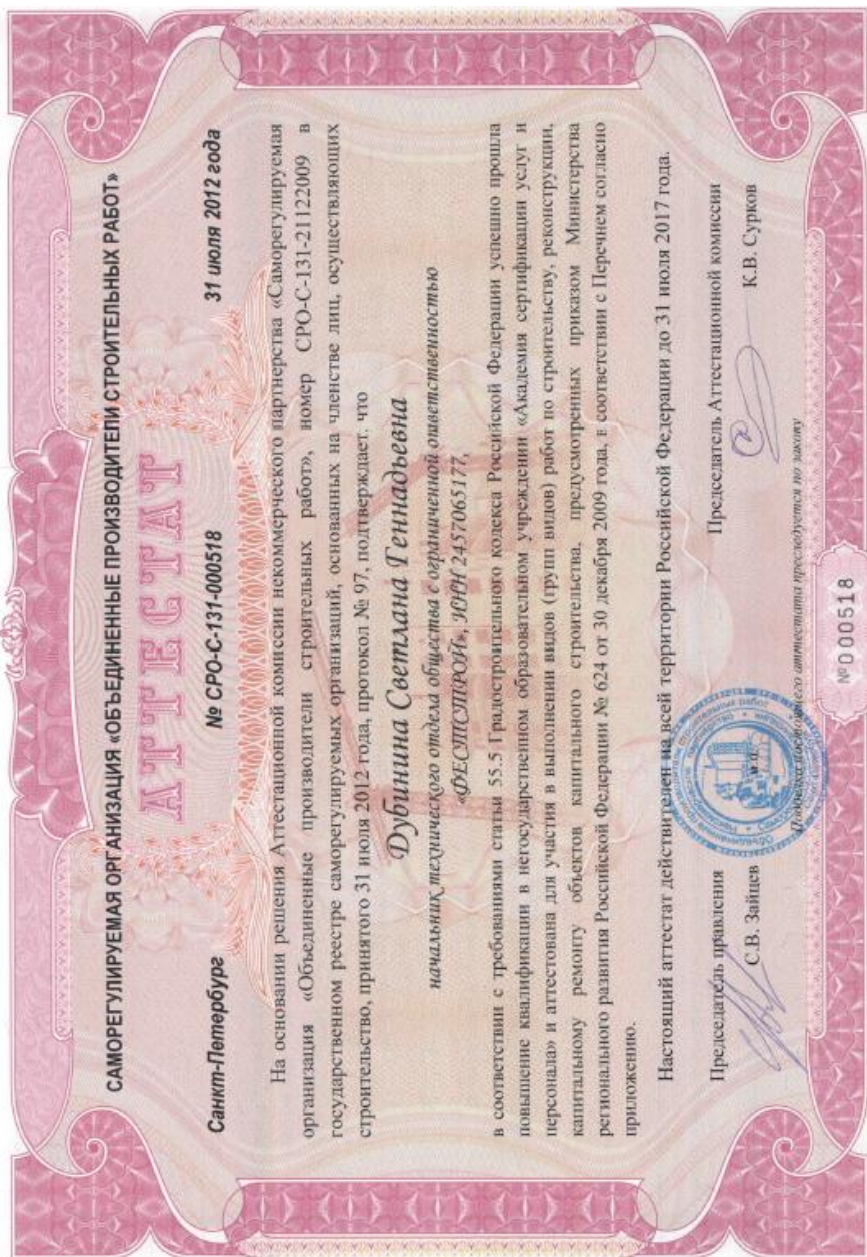 САМОРЕГУЛИРУЕМАЯ ОРГАНИЗАЦИЯ «ОБЪЕДИНЕННЫЕ ПРОИЗВОДИТЕЛИ СТРОИТЕЛЬНЫХ РАБОТ»
АТТЕСТАТ
Санкт-Петербург № СРО-С-131-000518 31 июля 2012 года
На основании решения Аттестационной комиссии некоммерческого партнерства «Саморегулируемая
организация «Объединенные производители строительных работ», номер СРО-С-131-21122009 в
государственном реестре саморегулируемых организаций, основанных на членстве лиц, осуществляющих
строительство, принятого 31 июля 2012 года, протокол № 97, подтверждает, что
Дубинина Светлана Геннадьевна
начальник технического отдела общества с ограниченной ответственностью
«ФЕСТСТРОЙ», ИНН 2457065177,
в соответствии с требованиями статьи 55.5 Градостроительного кодекса Российской Федерации успешно прошла
повышение квалификации в негосударственном образовательном учреждении «Академия сертификации услуг и
персонала» и аттестована для участия в выполнении видов (групп видов) работ по строительству, реконструкции,
капитальному ремонту объектов капитального строительства, предусмотренных приказом Министерства
регионального развития Российской Федерации № 624 от 30 декабря 2009 года, в соответствии с Перечнем согласно
приложению.
Настоящий аттестат действителен на всей территории Российской Федерации до 31 июля 2017 года.
Председатель правления Председатель Аттестационной комиссии
С.В. Зайцев М.П. К.В. Сурков
Подделка настоящего аттестата преследуется по закону
№000518